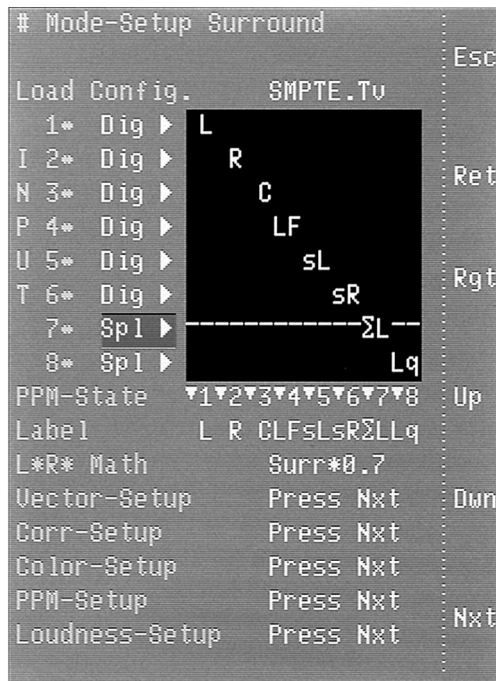 # Mode-Setup Surround
Esc
Load Config. SMPTE.Tv
1* Dig ▶ L
I 2* Dig ▶ R
Ret
N 3* Dig ▶ C
P 4* Dig ▶ LF
U 5* Dig ▶ sL
Rgt
T 6* Dig ▶ sR
7* Spl ▶ ΣL
8* Spl ▶ Lq
PPM-State ▼1▼2▼3▼4▼5▼6▼7▼8
Up
Label L R CLFsLsRΣLLq
L*R* Math Surr*0.7
Vector-Setup Press Nxt
Dwn
Corr-Setup Press Nxt
Color-Setup Press Nxt
PPM-Setup Press Nxt
Nxt
Loudness-Setup Press Nxt